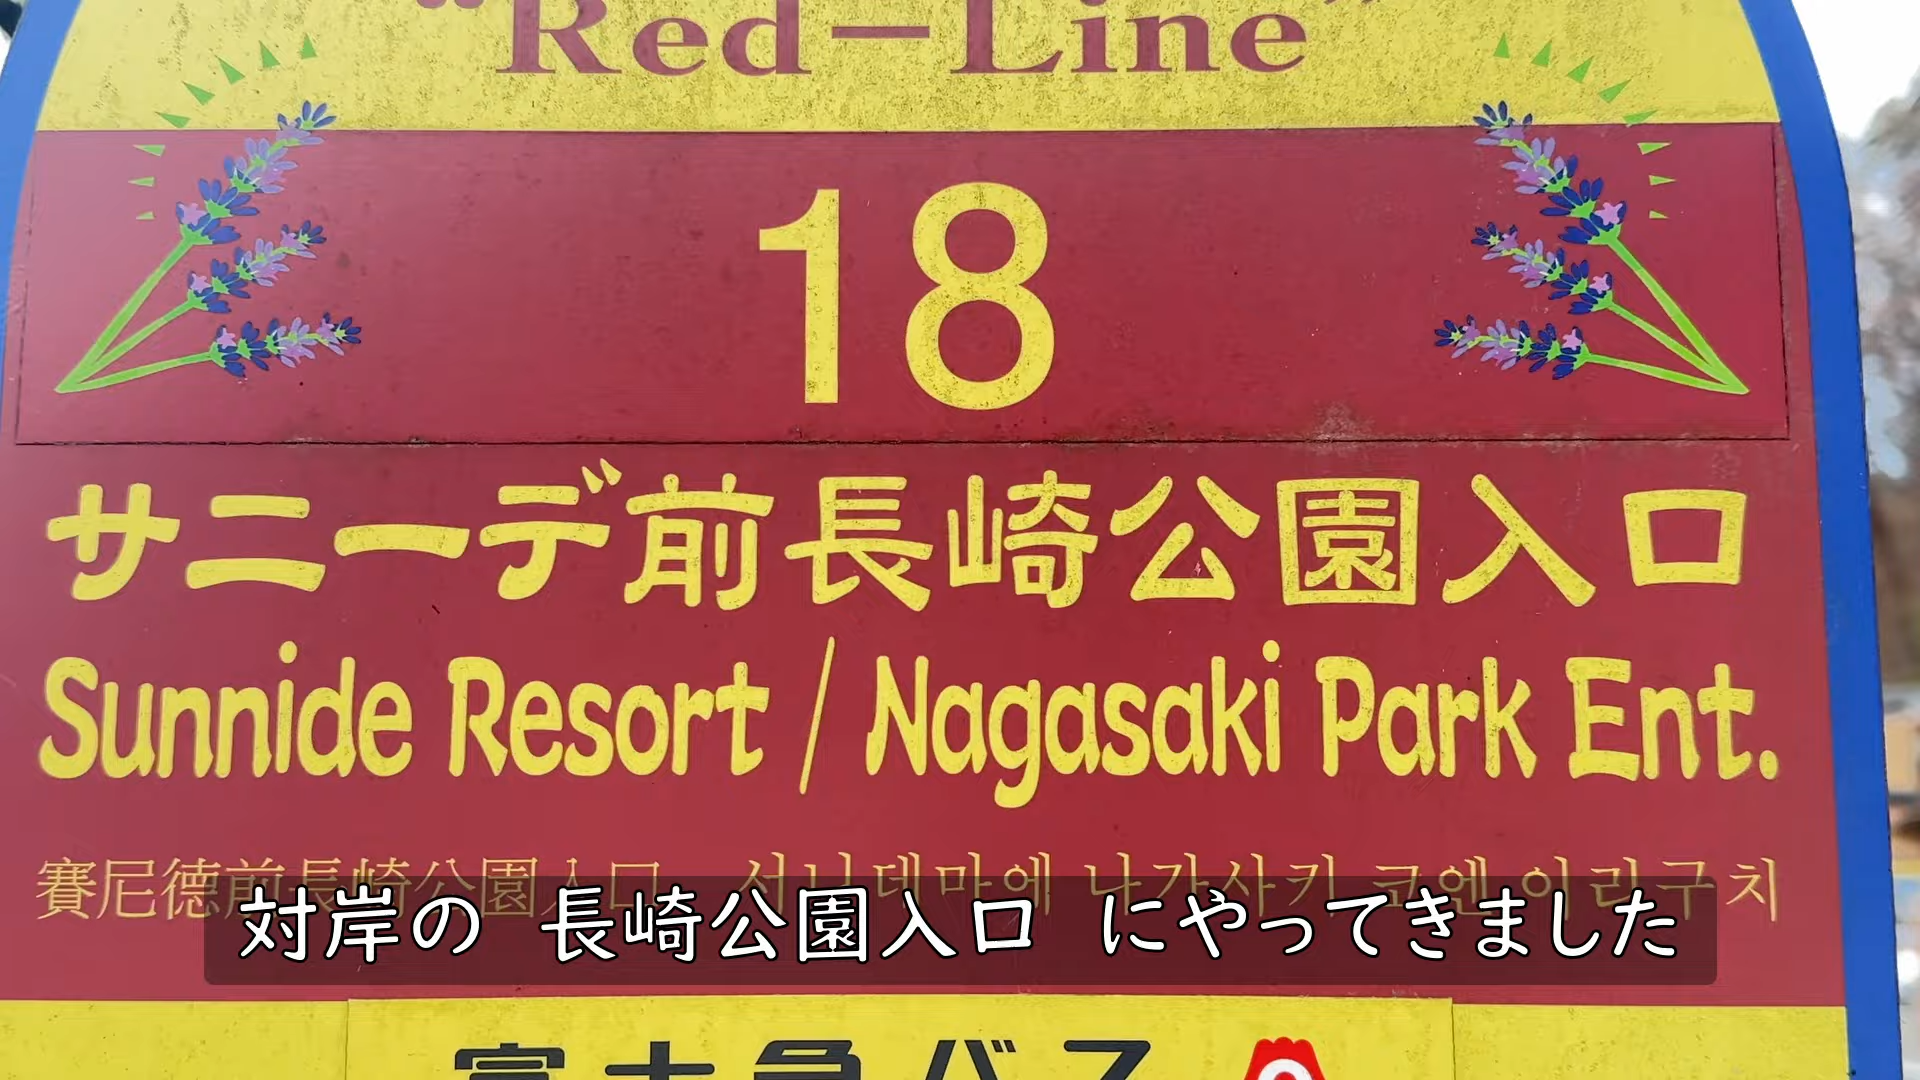 "Red-Line"
18
サニーデ前長崎公園入口
Sunnide Resort / Nagasaki Park Ent.
賽尼德前長崎公園入口 서니데마에 나가사키 코엔 이리구치
対岸の 長崎公園入口 にやってきました
富士急バス